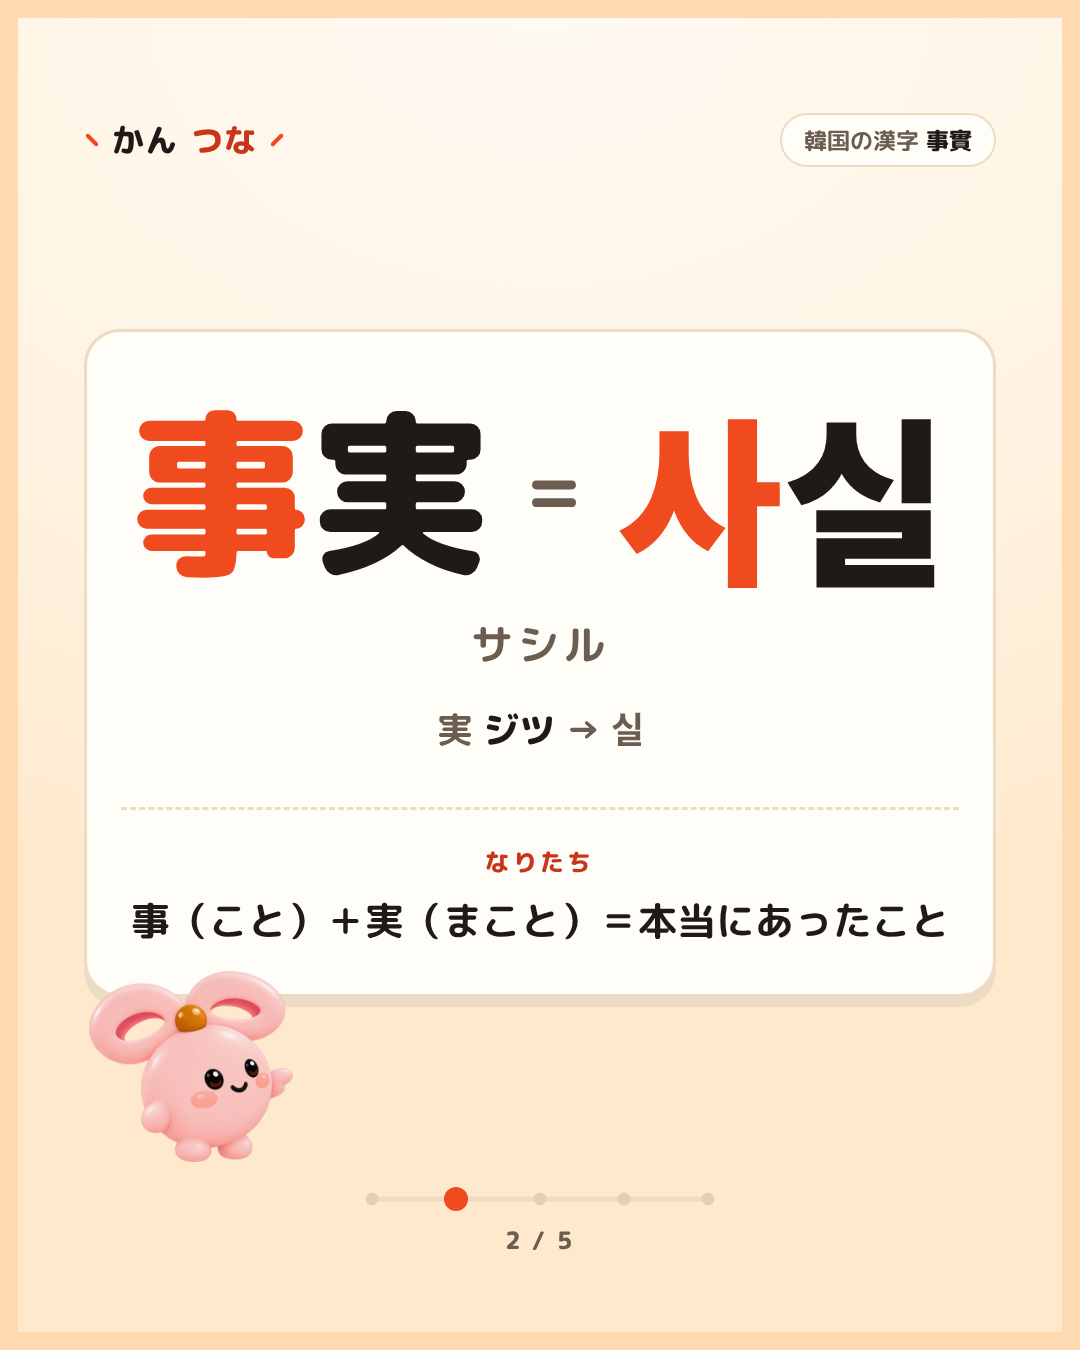 かん つな
韓国の漢字 事實
事実 = 사실
サシル
実 ジツ → 실
なりたち
事（こと）＋実（まこと）＝本当にあったこと
2 / 5